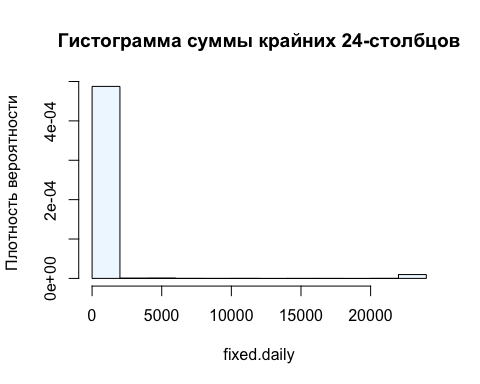 Гистограмма суммы крайних 24-столбцов
Плотность вероятности
0e+00
2e-04
4e-04
0 5000 10000 15000 20000
fixed.daily